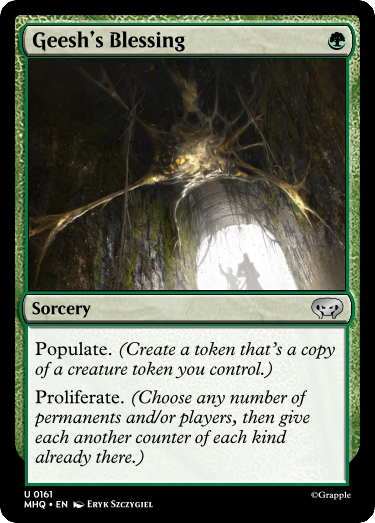 Geesh's Blessing
Sorcery
Populate. (Create a token that's a copy
of a creature token you control.)
Proliferate. (Choose any number of
permanents and/or players, then give
each another counter of each kind
already there.)
U 0161
MHQ • EN Eryk Szczygieł
©Grapple